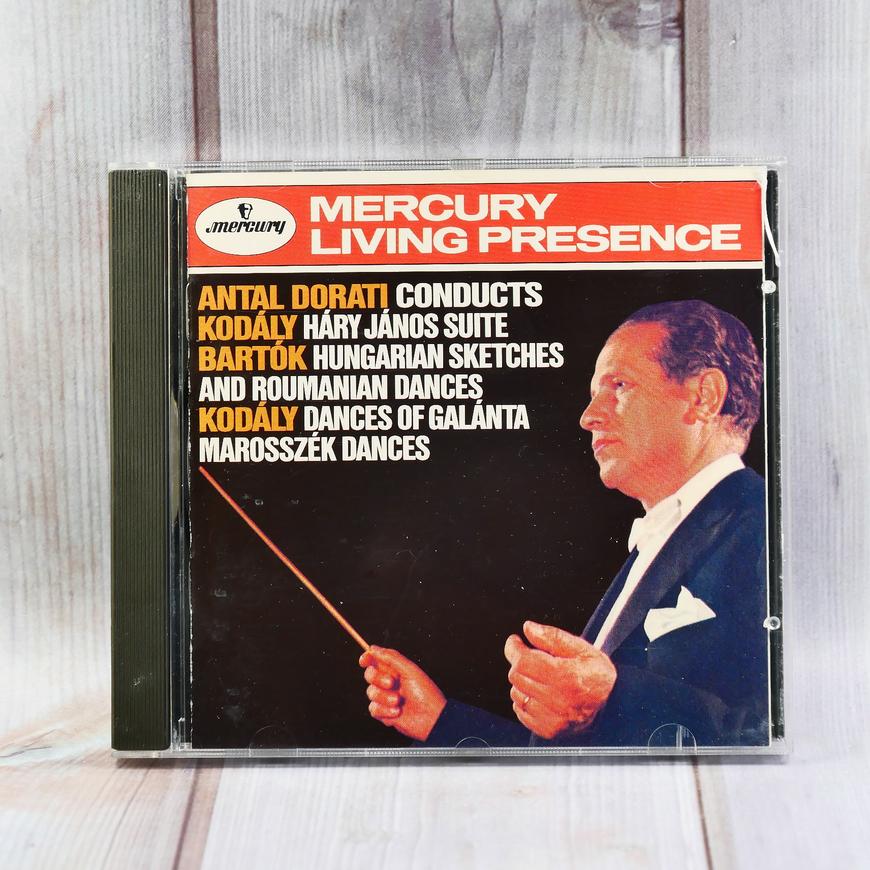 mercury
MERCURY
LIVING PRESENCE
ANTAL DORATI CONDUCTS
KODÁLY HÁRY JÁNOS SUITE
BARTÓK HUNGARIAN SKETCHES
AND ROUMANIAN DANCES
KODÁLY DANCES OF GALÁNTA
MAROSSZÉK DANCES